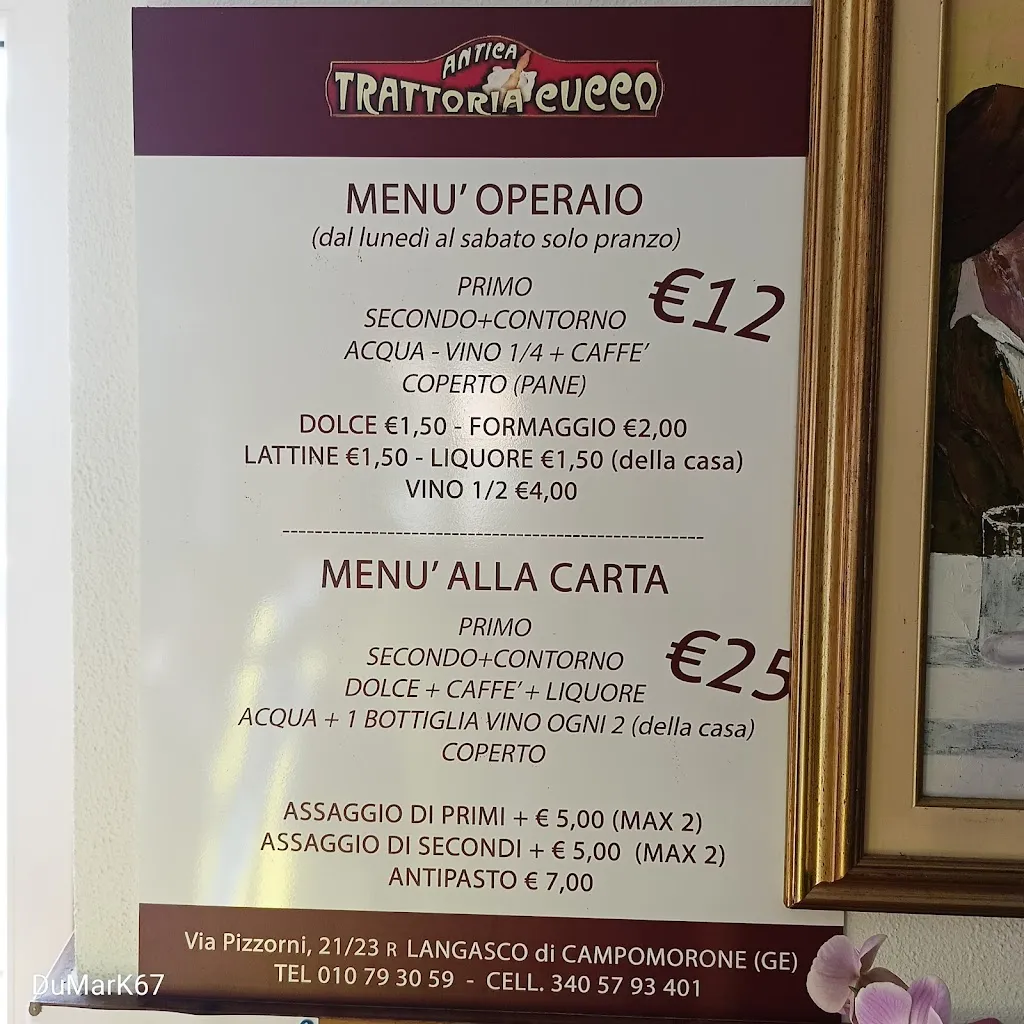 ANTICA
TRATTORIA CUCCO
MENU' OPERAIO
(dal lunedì al sabato solo pranzo)
PRIMO
SECONDO+CONTORNO
€12
ACQUA - VINO 1/4 + CAFFE'
COPERTO (PANE)
DOLCE €1,50 - FORMAGGIO €2,00
LATTINE €1,50 - LIQUORE €1,50 (della casa)
VINO 1/2 €4,00
MENU' ALLA CARTA
PRIMO
SECONDO+CONTORNO
€25
DOLCE + CAFFE' + LIQUORE
ACQUA + 1 BOTTIGLIA VINO OGNI 2 (della casa)
COPERTO
ASSAGGIO DI PRIMI + € 5,00 (MAX 2)
ASSAGGIO DI SECONDI + € 5,00 (MAX 2)
ANTIPASTO € 7,00
Via Pizzorni, 21/23 R LANGASCO di CAMPOMORONE (GE)
TEL 010 79 30 59 - CELL. 340 57 93 401
DuMarK67